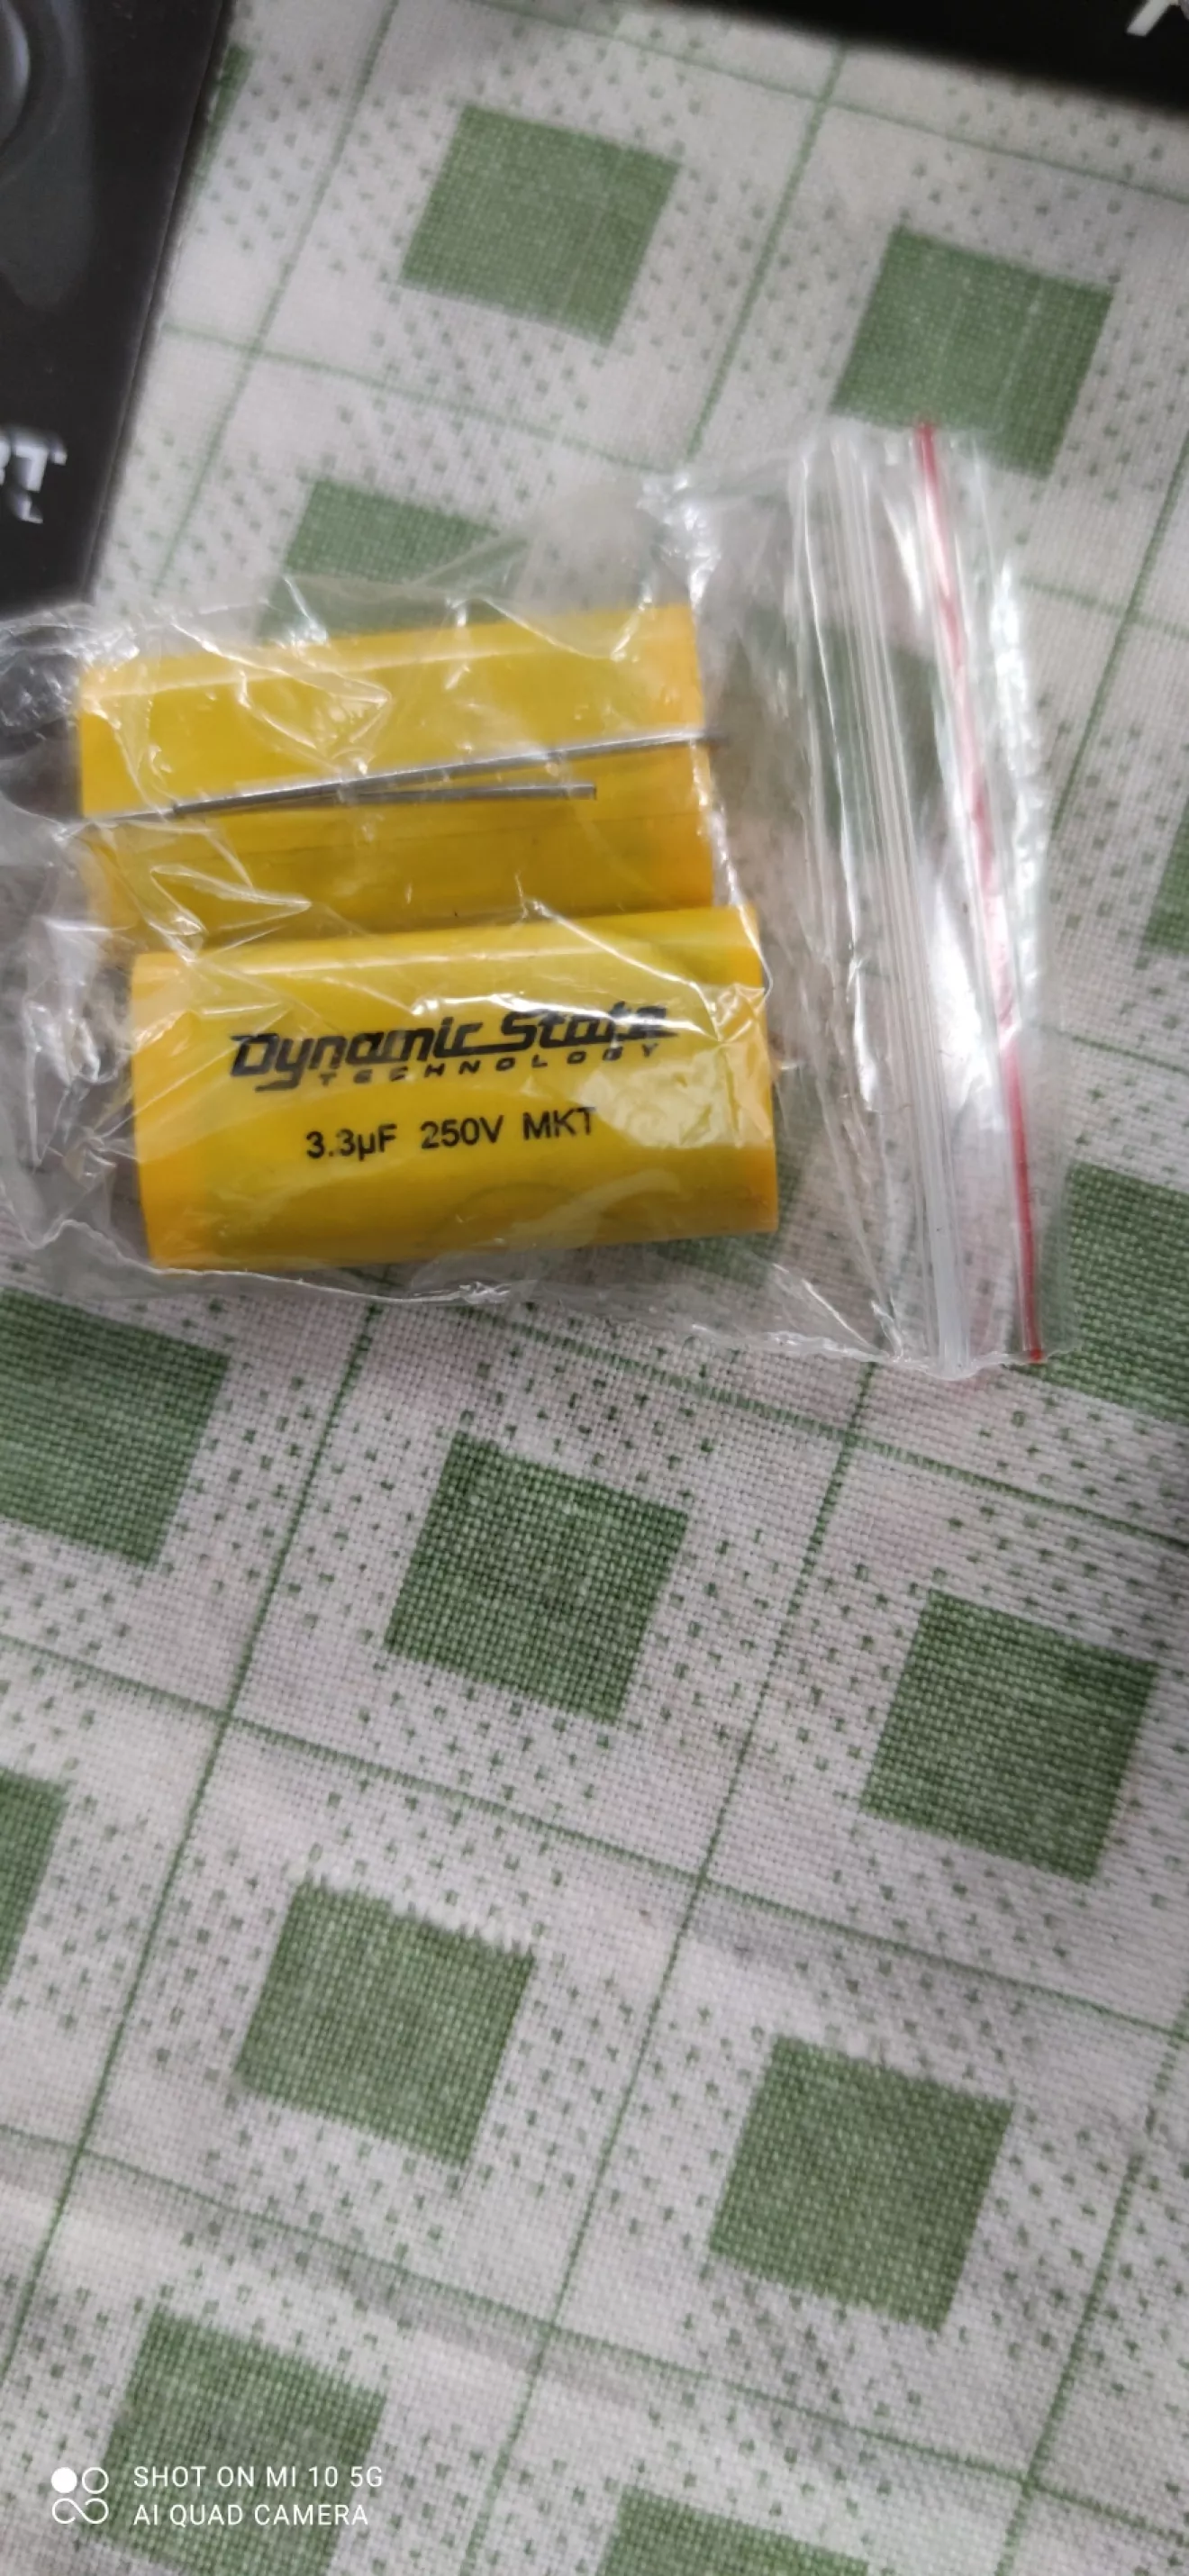 Dynamic State
TECHNOLOGY
3.3µF 250V MKT
SHOT ON MI 10 5G
AI QUAD CAMERA